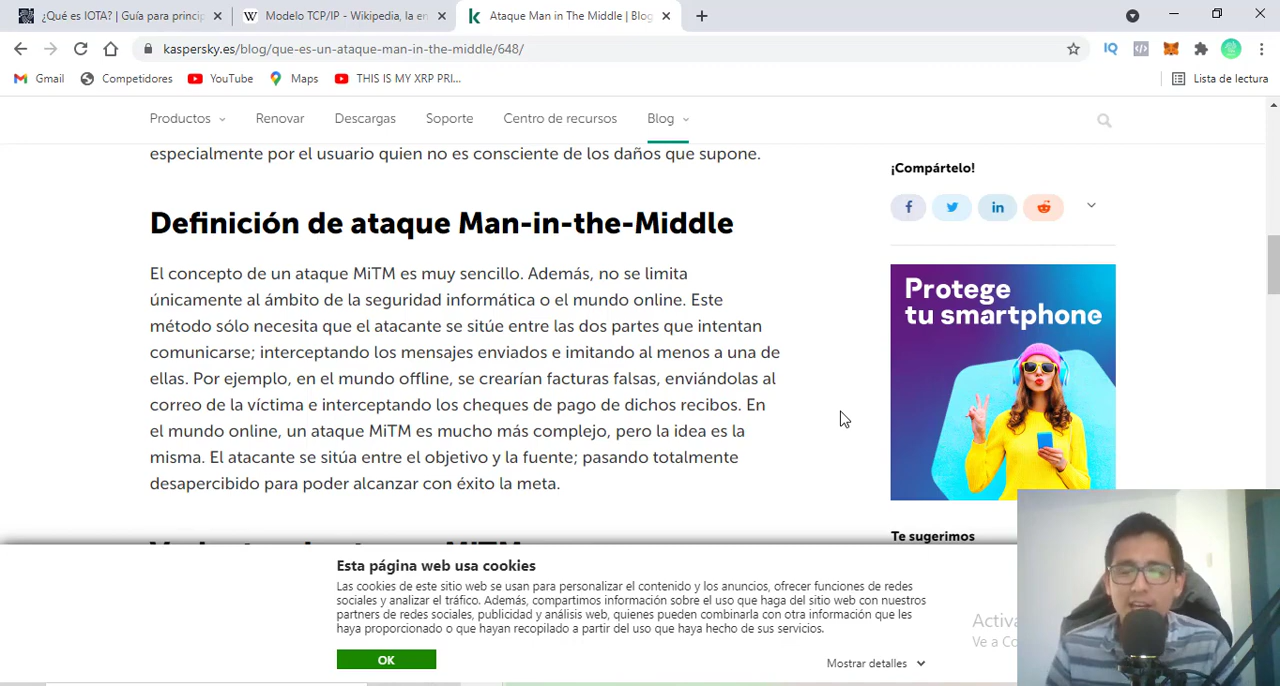 ¿Qué es IOTA? | Guía para princip
Modelo TCP/IP - Wikipedia, la en
Ataque Man in The Middle | Blog
kaspersky.es/blog/que-es-un-ataque-man-in-the-middle/648/
IQ
Gmail
Competidores
YouTube
Maps
THIS IS MY XRP PRI...
Lista de lectura
Productos
Renovar
Descargas
Soporte
Centro de recursos
Blog
especialmente por el usuario quien no es consciente de los daños que supone.
Definición de ataque Man-in-the-Middle
El concepto de un ataque MiTM es muy sencillo. Además, no se limita
únicamente al ámbito de la seguridad informática o el mundo online. Este
método sólo necesita que el atacante se sitúe entre las dos partes que intentan
comunicarse; interceptando los mensajes enviados e imitando al menos a una de
ellas. Por ejemplo, en el mundo offline, se crearían facturas falsas, enviándolas al
correo de la víctima e interceptando los cheques de pago de dichos recibos. En
el mundo online, un ataque MiTM es mucho más complejo, pero la idea es la
misma. El atacante se sitúa entre el objetivo y la fuente; pasando totalmente
desapercibido para poder alcanzar con éxito la meta.
¡Compártelo!
Protege
tu smartphone
Te sugerimos
Esta página web usa cookies
Las cookies de este sitio web se usan para personalizar el contenido y los anuncios, ofrecer funciones de redes
sociales y analizar el tráfico. Además, compartimos información sobre el uso que haga del sitio web con nuestros
partners de redes sociales, publicidad y análisis web, quienes pueden combinarla con otra información que les
haya proporcionado o que hayan recopilado a partir del uso que haya hecho de sus servicios.
OK
Mostrar detalles
Activa
Ve a Co